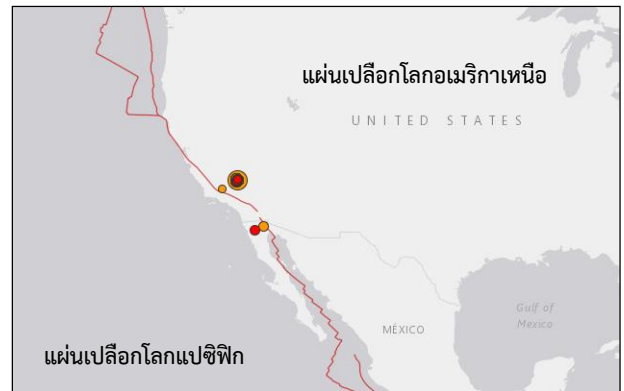 แผ่นเปลือกโลกอเมริกาเหนือ
UNITED STATES
Gulf of
Mexico
MÉXICO
แผ่นเปลือกโลกแปซิฟิก